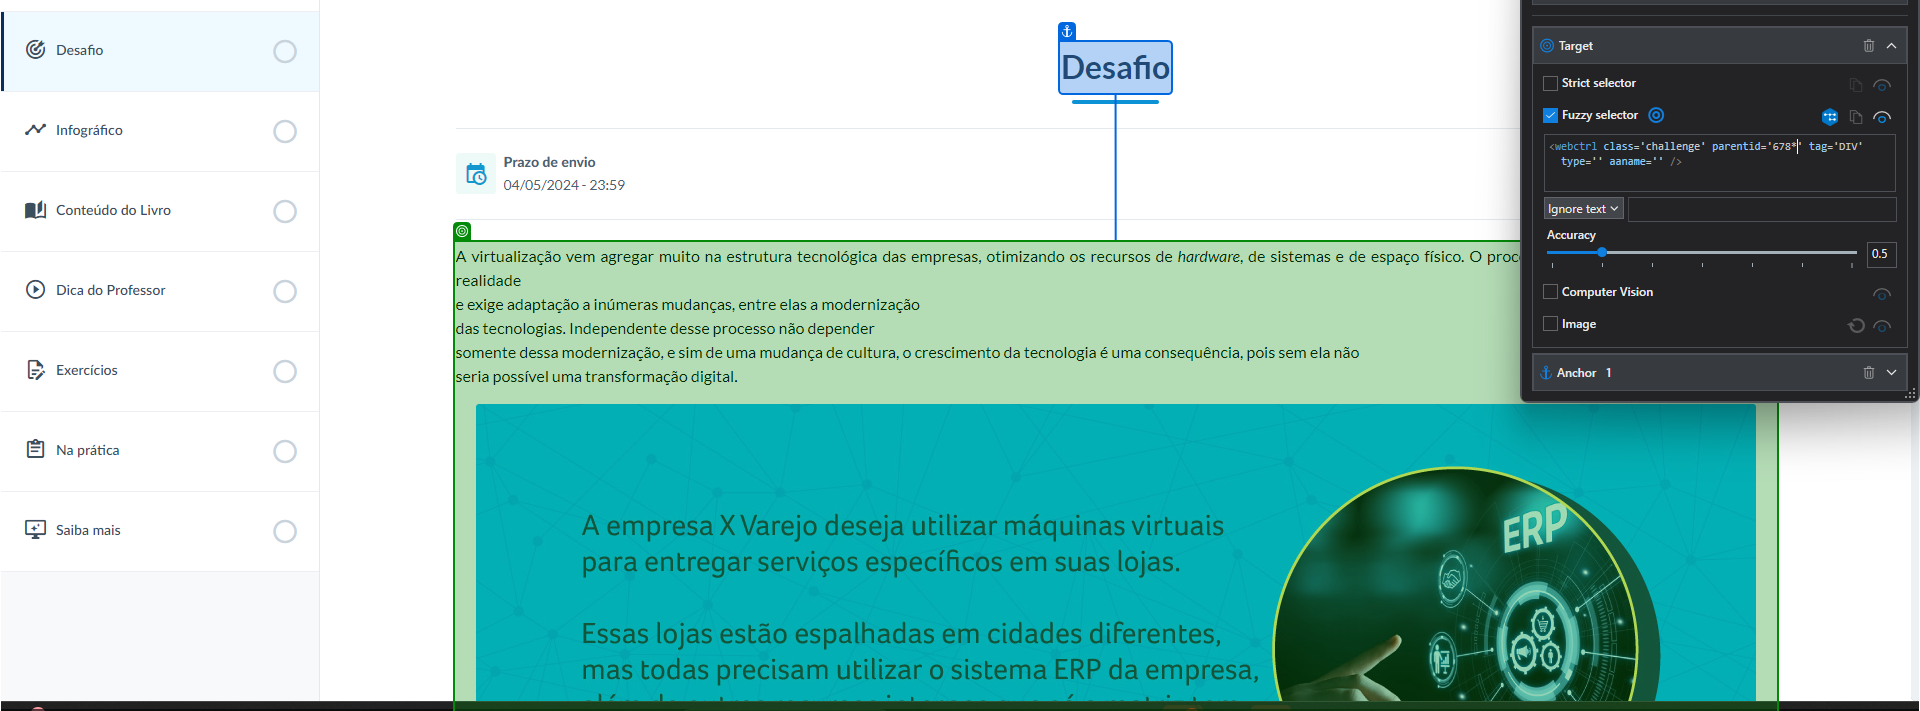 Desafio
Infográfico
Conteúdo do Livro
Dica do Professor
Exercícios
Na prática
Saiba mais
Desafio
Prazo de envio
04/05/2024 - 23:59
A virtualização vem agregar muito na estrutura tecnológica das empresas, otimizando os recursos de hardware, de sistemas e de espaço físico. O proc
realidade
e exige adaptação a inúmeras mudanças, entre elas a modernização
das tecnologias. Independente desse processo não depender
somente dessa modernização, e sim de uma mudança de cultura, o crescimento da tecnologia é uma consequência, pois sem ela não
seria possível uma transformação digital.
A empresa X Varejo deseja utilizar máquinas virtuais
para entregar serviços específicos em suas lojas.
Essas lojas estão espalhadas em cidades diferentes,
mas todas precisam utilizar o sistema ERP da empresa,
ERP
Target
Strict selector
Fuzzy selector
<webctrl class='challenge' parentid='678*' tag='DIV'
type='' aaname='' />
Ignore text
Accuracy
0.5
Computer Vision
Image
Anchor 1